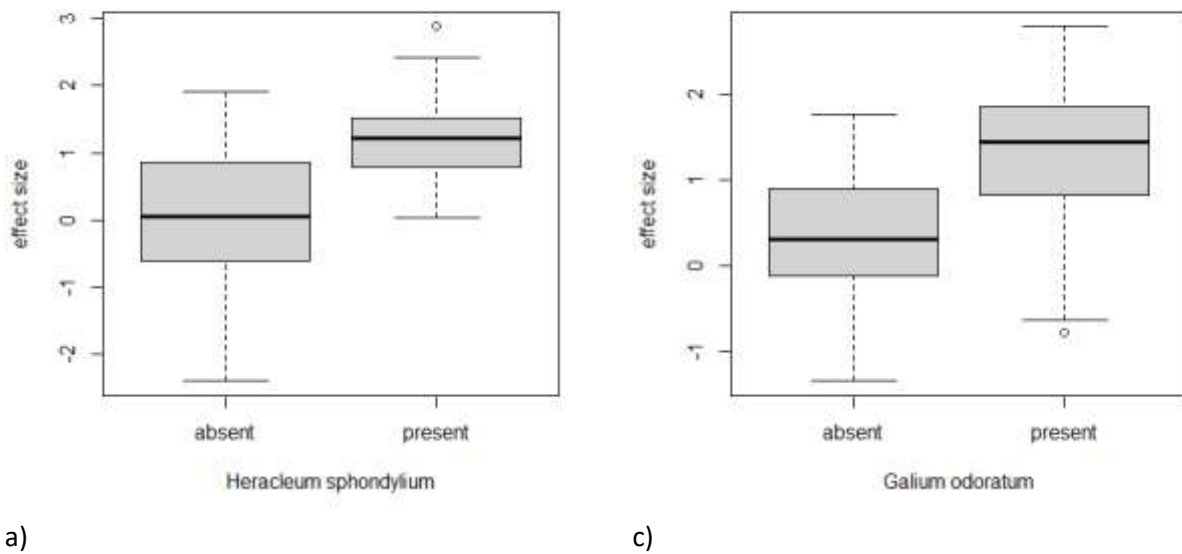 3
2
1
0
-1
-2
effect size
absent present
Heracleum sphondylium
a)
2
1
0
-1
effect size
absent present
Galium odoratum
c)